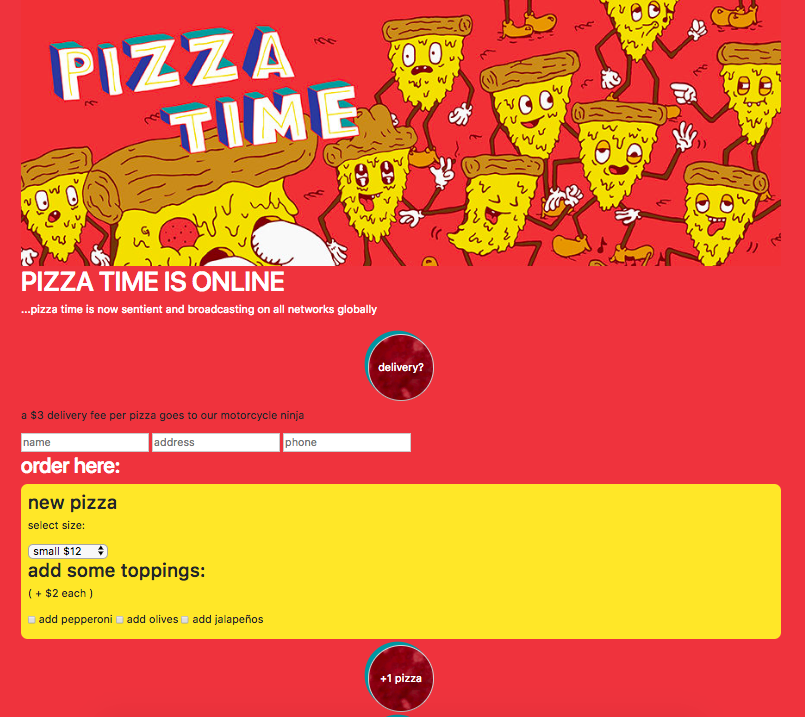 PIZZA
TIME
PIZZA TIME IS ONLINE
...pizza time is now sentient and broadcasting on all networks globally
delivery?
a $3 delivery fee per pizza goes to our motorcycle ninja
name address phone
order here:
new pizza
select size:
small $12
add some toppings:
( + $2 each )
add pepperoni add olives add jalapeños
+1 pizza